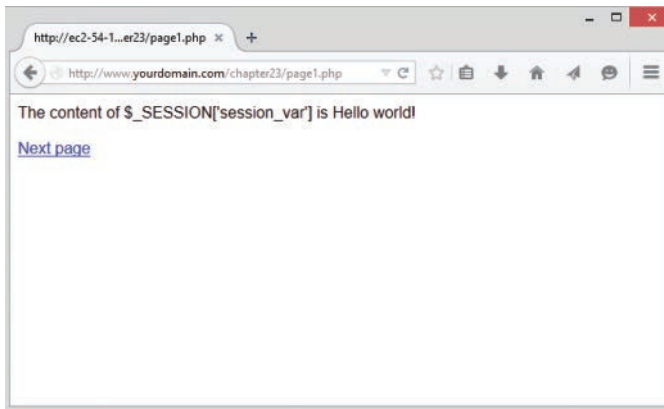 http://ec2-54-1...er23/page1.php
http://www.yourdomain.com/chapter23/page1.php
The content of $_SESSION['session_var'] is Hello world!
Next page